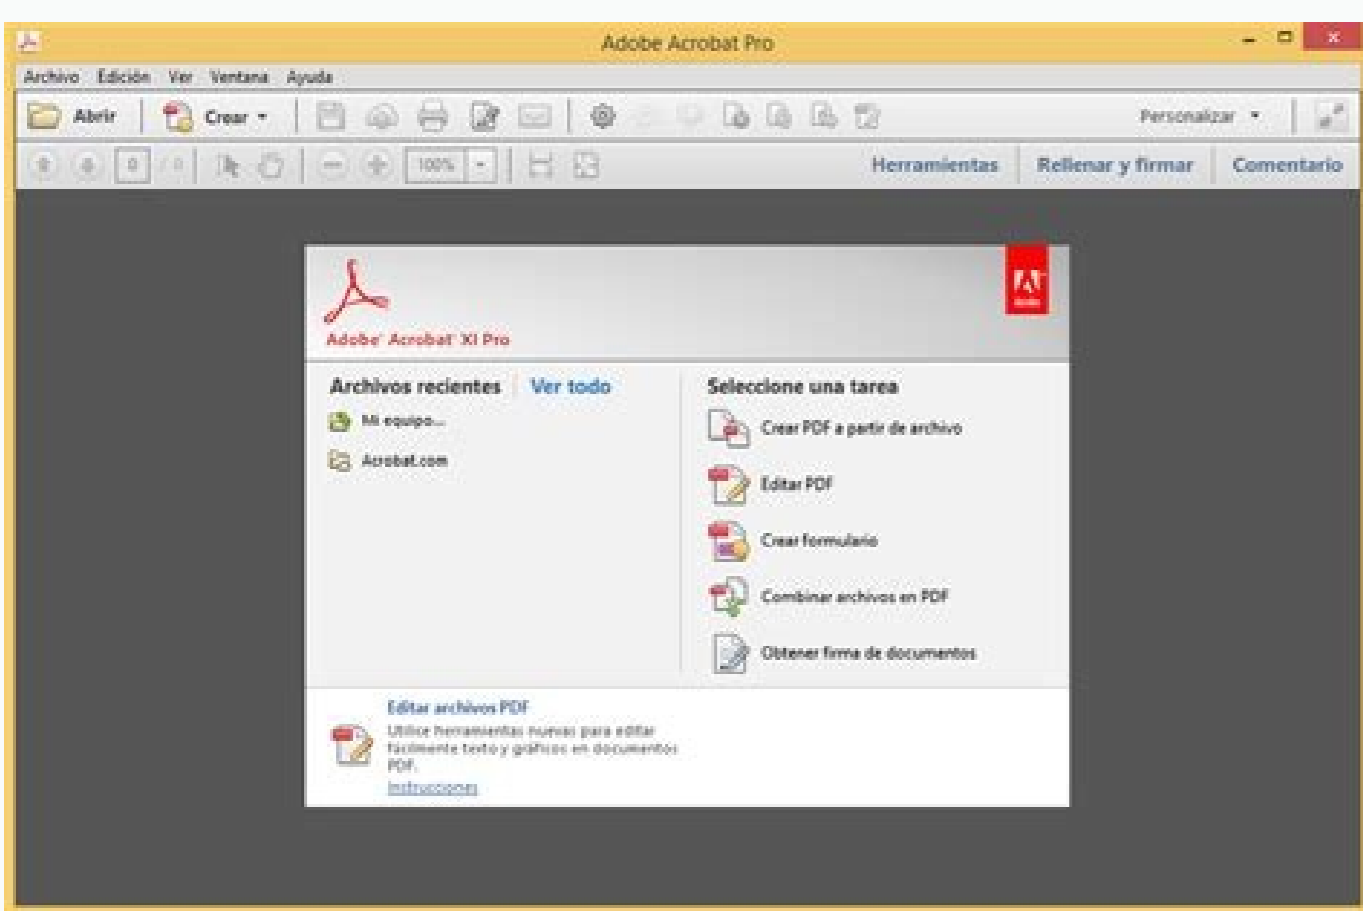 Adobe Acrobat Pro
Archivo Edición Ver Ventana Ayuda
Abrir Crear Personalizar
0 / 0 100% Herramientas Rellenar y firmar Comentario
Adobe
Adobe® Acrobat® XI Pro
Archivos recientes Ver todo
Mi equipo...
Acrobat.com
Seleccione una tarea
Crear PDF a partir de archivo
Editar PDF
Crear formulario
Combinar archivos en PDF
Obtener firma de documentos
Editar archivos PDF
Utilice herramientas nuevas para editar
fácilmente texto y gráficos en documentos
PDF.
Instrucciones